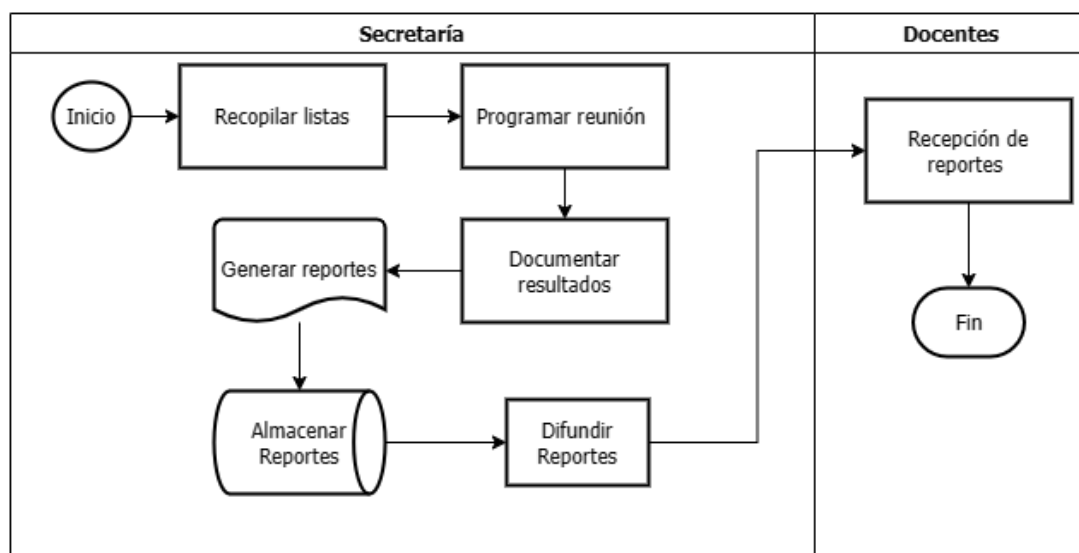 Secretaría
Docentes
Inicio
Recopilar listas
Programar reunión
Documentar
resultados
Generar reportes
Almacenar
Reportes
Difundir
Reportes
Recepción de
reportes
Fin